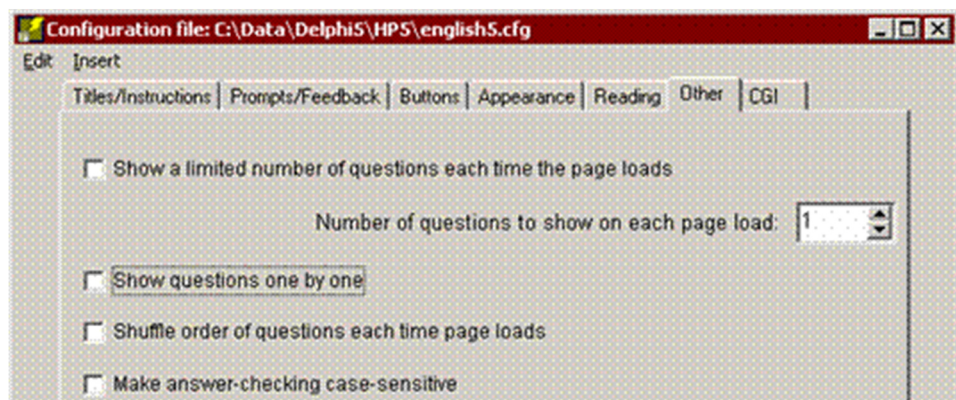 Configuration file: C:\Data\Delphi5\HP5\english5.cfg
Edit Insert
Titles/Instructions Prompts/Feedback Buttons Appearance Reading Other CGI
Show a limited number of questions each time the page loads
Number of questions to show on each page load: 1
Show questions one by one
Shuffle order of questions each time page loads
Make answer-checking case-sensitive